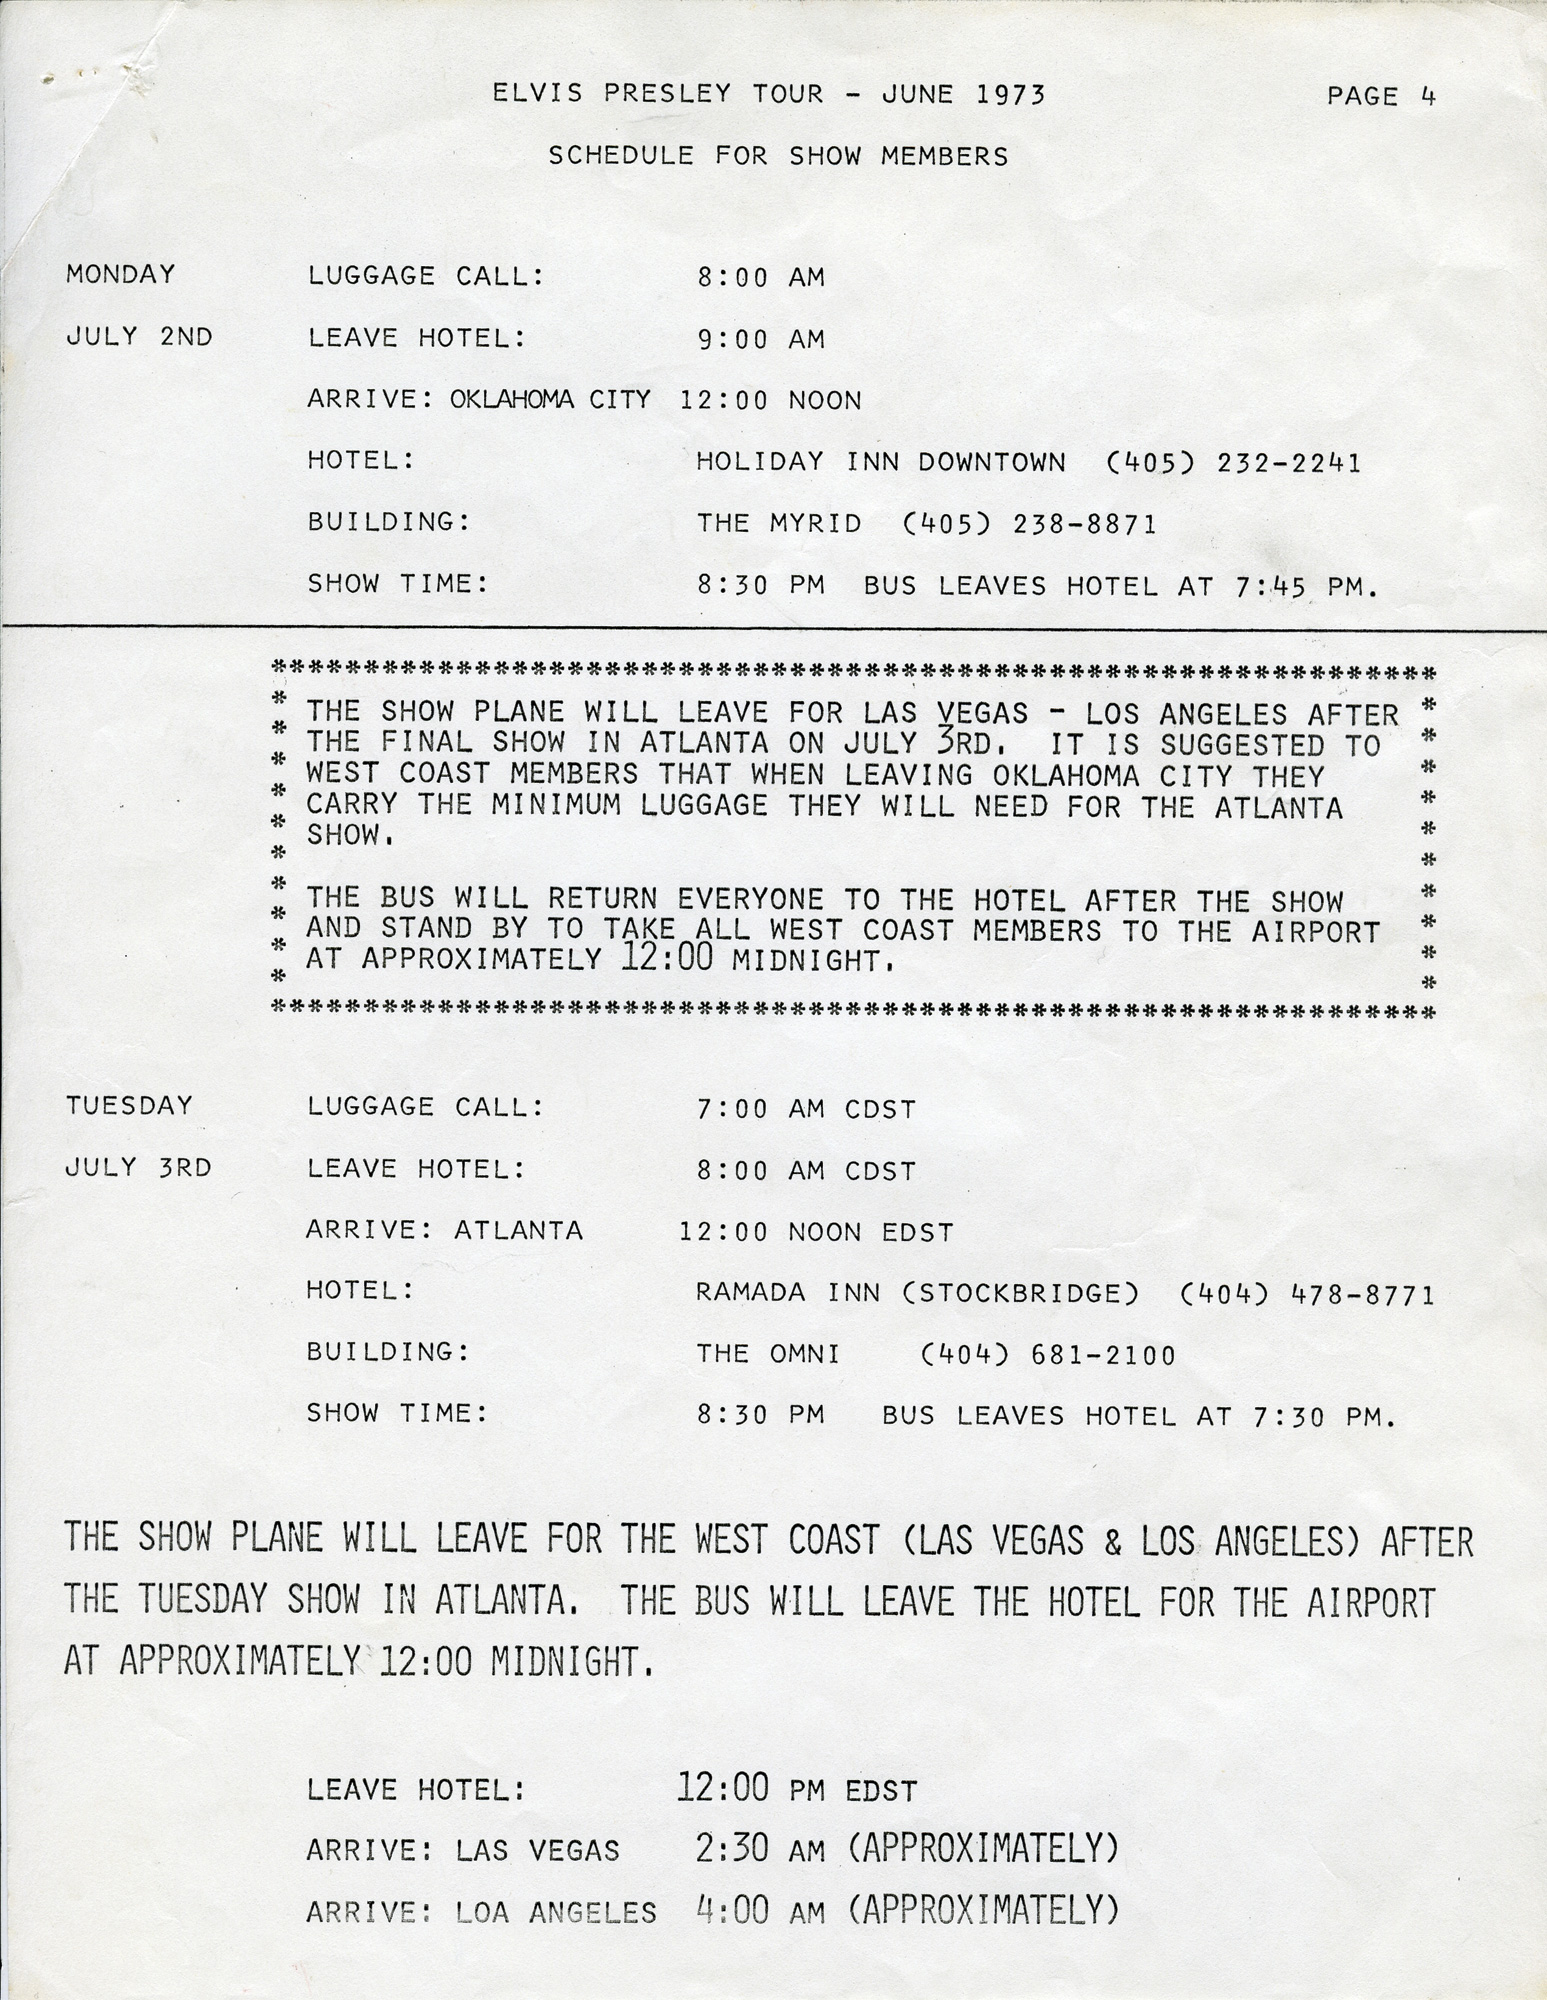 ELVIS PRESLEY TOUR - JUNE 1973 PAGE 4
SCHEDULE FOR SHOW MEMBERS
MONDAY LUGGAGE CALL: 8:00 AM
JULY 2ND LEAVE HOTEL: 9:00 AM
ARRIVE: OKLAHOMA CITY 12:00 NOON
HOTEL: HOLIDAY INN DOWNTOWN (405) 232-2241
BUILDING: THE MYRID (405) 238-8871
SHOW TIME: 8:30 PM BUS LEAVES HOTEL AT 7:45 PM.
***************************************************************
* THE SHOW PLANE WILL LEAVE FOR LAS VEGAS - LOS ANGELES AFTER *
* THE FINAL SHOW IN ATLANTA ON JULY 3RD. IT IS SUGGESTED TO *
* WEST COAST MEMBERS THAT WHEN LEAVING OKLAHOMA CITY THEY *
* CARRY THE MINIMUM LUGGAGE THEY WILL NEED FOR THE ATLANTA *
* SHOW. *
* *
* THE BUS WILL RETURN EVERYONE TO THE HOTEL AFTER THE SHOW *
* AND STAND BY TO TAKE ALL WEST COAST MEMBERS TO THE AIRPORT *
* AT APPROXIMATELY 12:00 MIDNIGHT. *
* *
***************************************************************
TUESDAY LUGGAGE CALL: 7:00 AM CDST
JULY 3RD LEAVE HOTEL: 8:00 AM CDST
ARRIVE: ATLANTA 12:00 NOON EDST
HOTEL: RAMADA INN (STOCKBRIDGE) (404) 478-8771
BUILDING: THE OMNI (404) 681-2100
SHOW TIME: 8:30 PM BUS LEAVES HOTEL AT 7:30 PM.
THE SHOW PLANE WILL LEAVE FOR THE WEST COAST (LAS VEGAS & LOS ANGELES) AFTER
THE TUESDAY SHOW IN ATLANTA. THE BUS WILL LEAVE THE HOTEL FOR THE AIRPORT
AT APPROXIMATELY 12:00 MIDNIGHT.
LEAVE HOTEL: 12:00 PM EDST
ARRIVE: LAS VEGAS 2:30 AM (APPROXIMATELY)
ARRIVE: LOA ANGELES 4:00 AM (APPROXIMATELY)